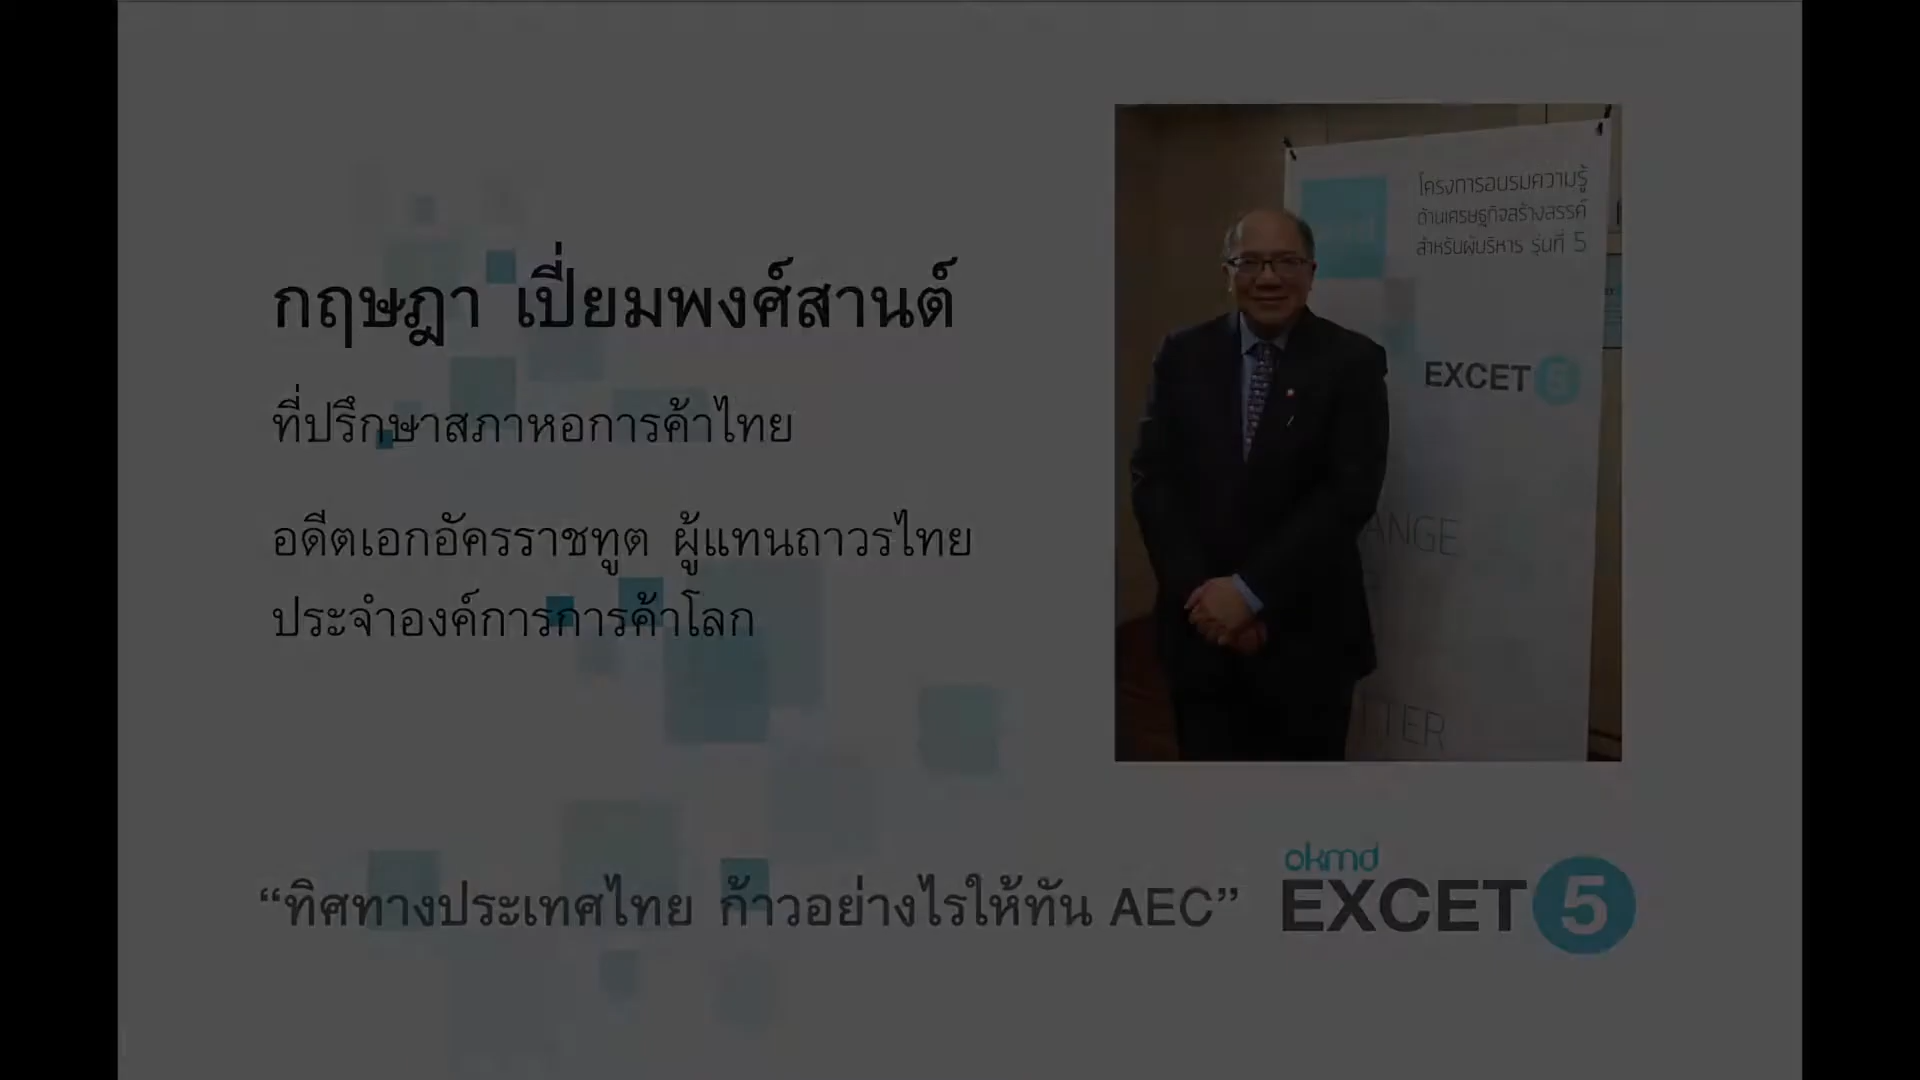 กฤษฎา เปี่ยมพงศ์สานต์
ที่ปรึกษาสภาหอการค้าไทย
อดีตเอกอัครราชทูต ผู้แทนถาวรไทย
ประจำองค์การการค้าโลก
โครงการอบรมความรู้
ด้านเศรษฐกิจสร้างสรรค์
สำหรับผู้บริหาร รุ่นที่ 5
EXCET 5
ANGE
TTER
“ทิศทางประเทศไทย ก้าวอย่างไรให้ทัน AEC”
okmd
EXCET 5